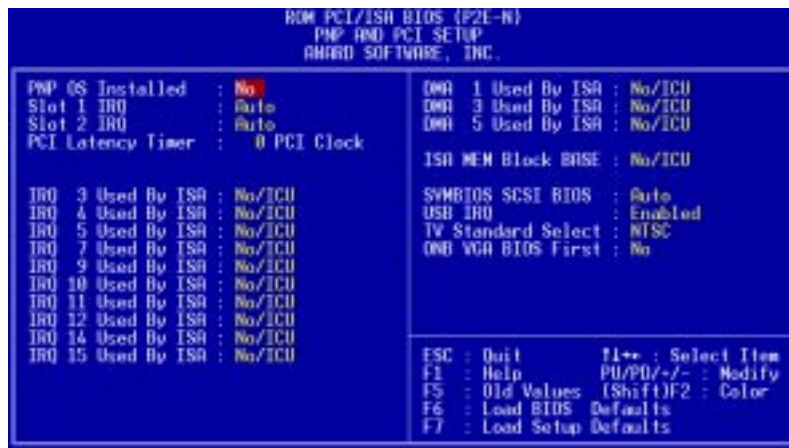 ROM PCI/ISA BIOS (P2E-N)
PNP AND PCI SETUP
AWARD SOFTWARE, INC.
PNP OS Installed : No
Slot 1 IRQ : Auto
Slot 2 IRQ : Auto
PCI Latency Timer : 0 PCI Clock
IRQ 3 Used By ISA : No/ICU
IRQ 4 Used By ISA : No/ICU
IRQ 5 Used By ISA : No/ICU
IRQ 7 Used By ISA : No/ICU
IRQ 9 Used By ISA : No/ICU
IRQ 10 Used By ISA : No/ICU
IRQ 11 Used By ISA : No/ICU
IRQ 12 Used By ISA : No/ICU
IRQ 14 Used By ISA : No/ICU
IRQ 15 Used By ISA : No/ICU
DMA 1 Used By ISA : No/ICU
DMA 3 Used By ISA : No/ICU
DMA 5 Used By ISA : No/ICU
ISA MEM Block BASE : No/ICU
SYMBIOS SCSI BIOS : Auto
USB IRQ : Enabled
TV Standard Select : NTSC
ONB VGA BIOS First : No
ESC : Quit ↑↓→← : Select Item
F1 : Help PU/PD/+/- : Modify
F5 : Old Values (Shift)F2 : Color
F6 : Load BIOS Defaults
F7 : Load Setup Defaults